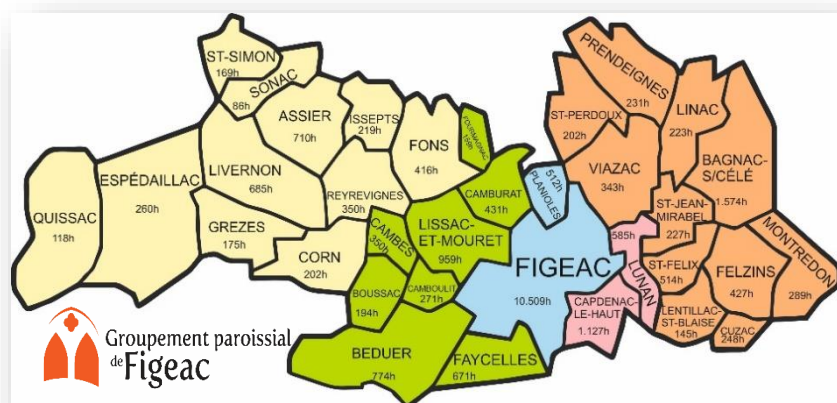 ST-SIMON
169h
SONAC
86h
ASSIER
710h
ISSEPTS
219h
FONS
416h
FOURMAGNAC
159h
LIVERNON
685h
ESPÉDAILLAC
260h
QUISSAC
118h
GREZES
175h
REYREVIGNES
350h
CORN
202h
CAMBES
350h
LISSAC-
ET-MOURET
959h
CAMBURAT
431h
BOUSSAC
194h
CAMBOULIT
271h
BEDUER
774h
FAYCELLES
671h
512h
PLANIOLES
FIGEAC
10.509h
PRENDEIGNES
231h
ST-PERDOUX
202h
LINAC
223h
VIAZAC
343h
BAGNAC-
S/CÉLÉ
1.574h
ST-JEAN-
MIRABEL
227h
585h
LUNAN
CAPDENAC-
LE-HAUT
1.127h
ST-FELIX
514h
FELZINS
427h
MONTREDON
289h
LENTILLAC-
ST-BLAISE
145h
CUZAC
248h
Groupement paroissial
de Figeac